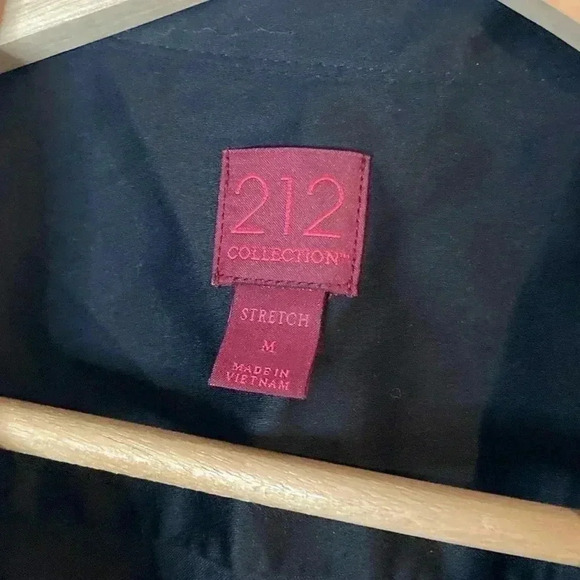 212
COLLECTION™
STRETCH
M
MADE IN
VIETNAM